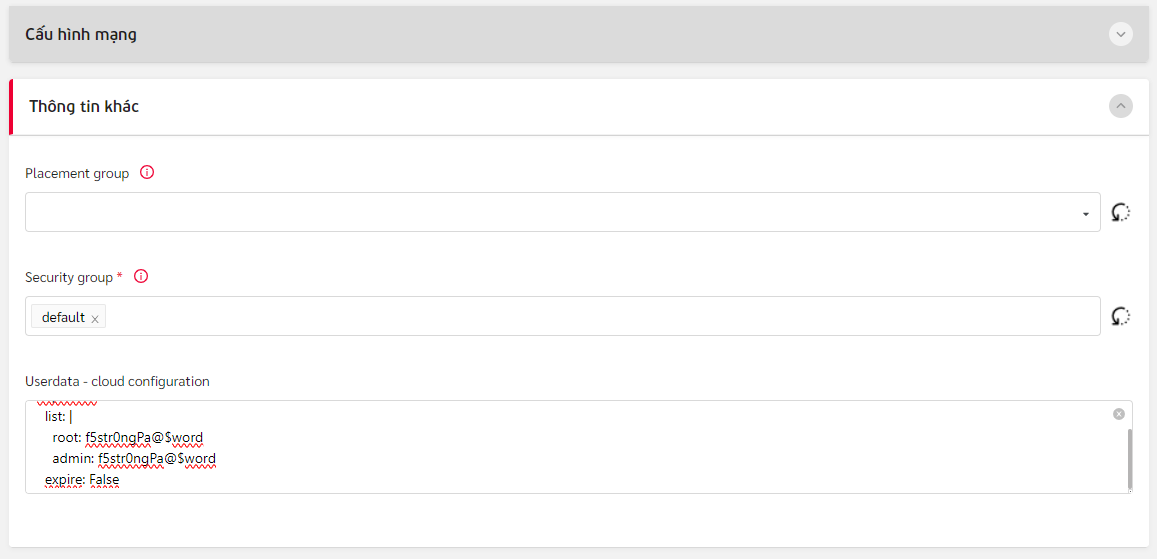 Cấu hình mạng
Thông tin khác
Placement group
Security group *
default x
Userdata - cloud configuration
list: |
root: f5str0ngPa@$word
admin: f5str0ngPa@$word
expire: False